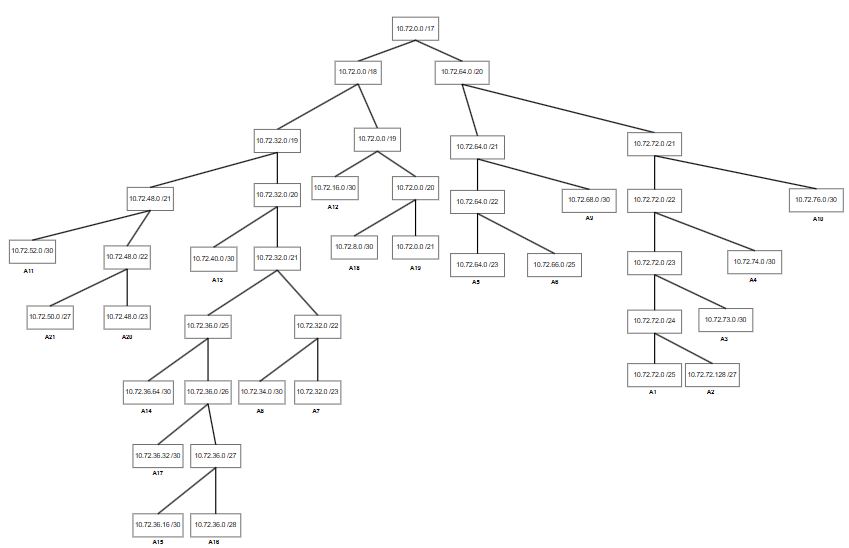 10.72.0.0 /17
10.72.0.0 /18
10.72.64.0 /20
10.72.32.0 /19
10.72.0.0 /19
10.72.64.0 /21
10.72.72.0 /21
10.72.48.0 /21
10.72.32.0 /20
10.72.16.0 /30
A12
10.72.0.0 /20
10.72.64.0 /22
10.72.68.0 /30
A9
10.72.72.0 /22
10.72.76.0 /30
A10
10.72.52.0 /30
A11
10.72.48.0 /22
10.72.40.0 /30
A13
10.72.32.0 /21
10.72.8.0 /30
A18
10.72.0.0 /21
A19
10.72.64.0 /23
A5
10.72.66.0 /25
A6
10.72.72.0 /23
10.72.74.0 /30
A4
10.72.50.0 /27
A21
10.72.48.0 /23
A20
10.72.36.0 /25
10.72.32.0 /22
10.72.72.0 /24
10.72.73.0 /30
A3
10.72.36.64 /30
A14
10.72.36.0 /26
10.72.34.0 /30
A8
10.72.32.0 /23
A7
10.72.72.0 /25
A1
10.72.72.128 /27
A2
10.72.36.32 /30
A17
10.72.36.0 /27
10.72.36.16 /30
A15
10.72.36.0 /28
A16